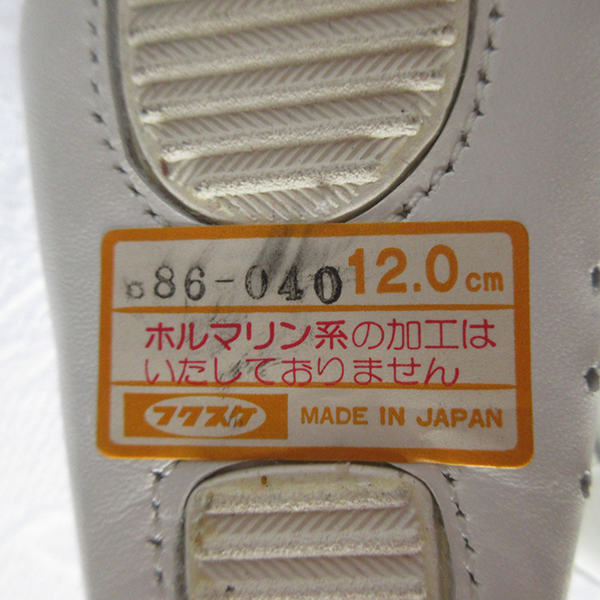 86-040 12.0cm
ホルマリン系の加工は
いたしておりません
フクスケ MADE IN JAPAN